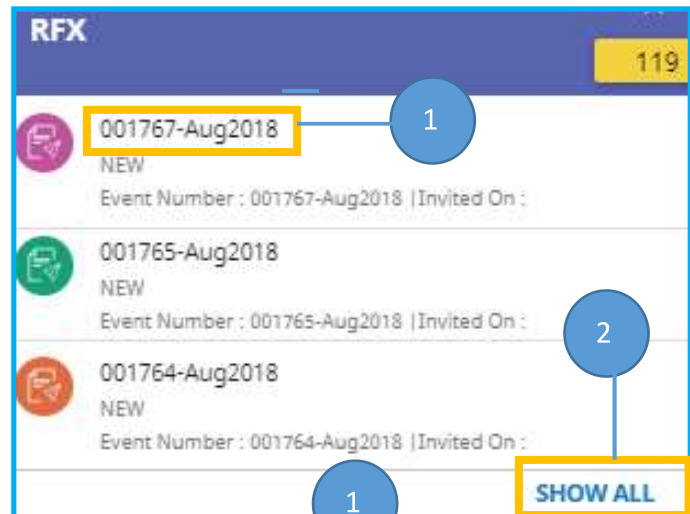 RFX
119
001767-Aug2018
1
NEW
Event Number : 001767-Aug2018 |Invited On :
001765-Aug2018
NEW
Event Number : 001765-Aug2018 |Invited On :
2
001764-Aug2018
NEW
Event Number : 001764-Aug2018 |Invited On :
1
SHOW ALL